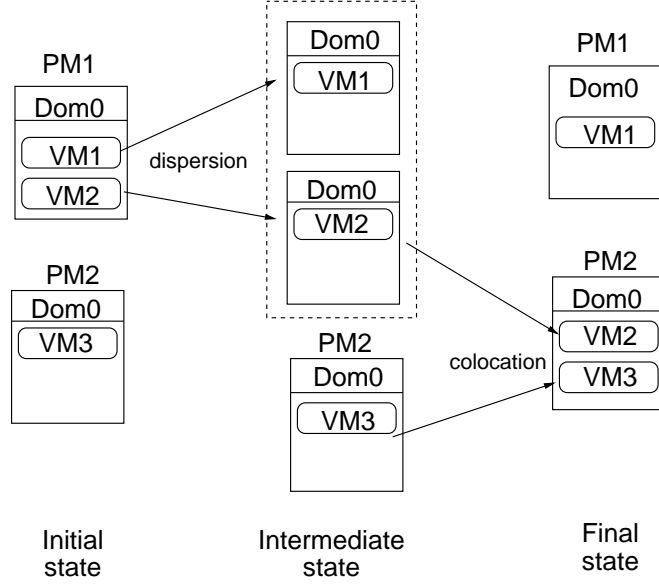 PM1
Dom0
VM1
VM2
PM2
Dom0
VM3
dispersion
Dom0
VM1
Dom0
VM2
PM2
Dom0
VM3
colocation
PM1
Dom0
VM1
PM2
Dom0
VM2
VM3
Initial
state
Intermediate
state
Final
state